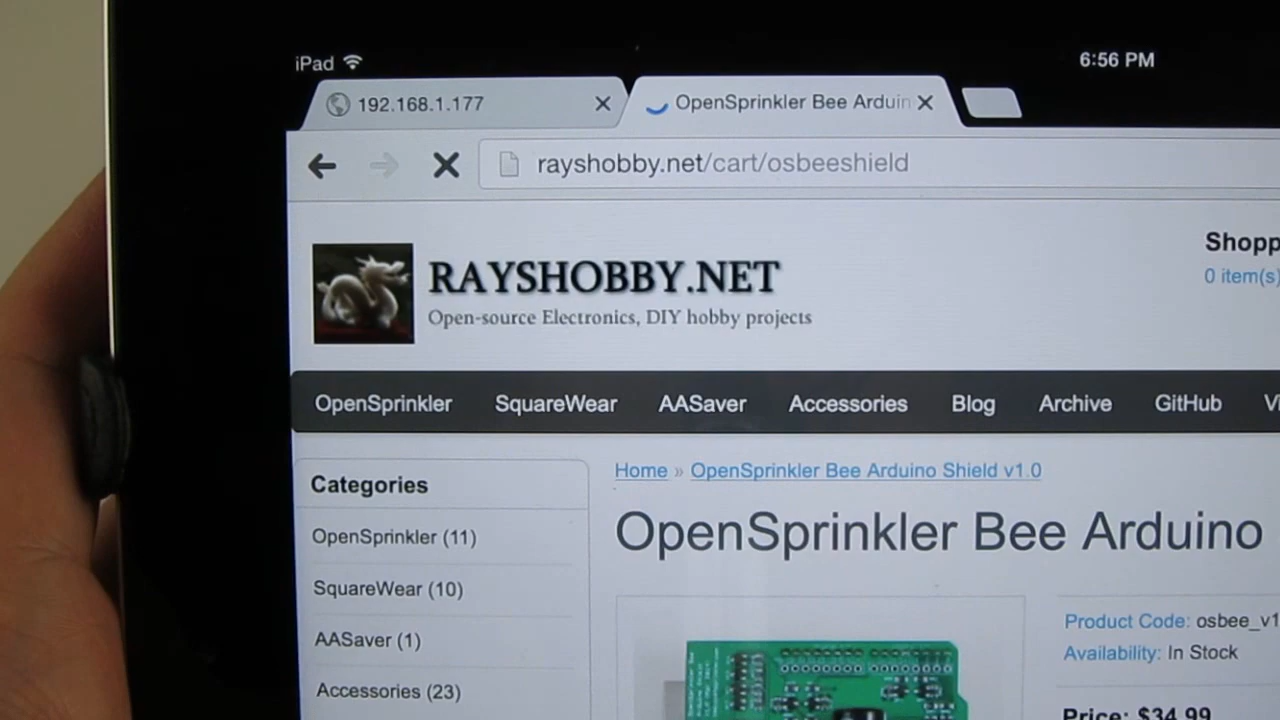 iPad 6:56 PM
192.168.1.177 OpenSprinkler Bee Arduin
rayshobby.net/cart/osbeeshield
RAYSHOBBY.NET
Open-source Electronics, DIY hobby projects
Shopp
0 item(s)
OpenSprinkler SquareWear AASaver Accessories Blog Archive GitHub Vi
Home » OpenSprinkler Bee Arduino Shield v1.0
Categories
OpenSprinkler (11)
SquareWear (10)
AASaver (1)
Accessories (23)
OpenSprinkler Bee Arduino
Product Code: osbee_v1
Availability: In Stock
Price: $34.99